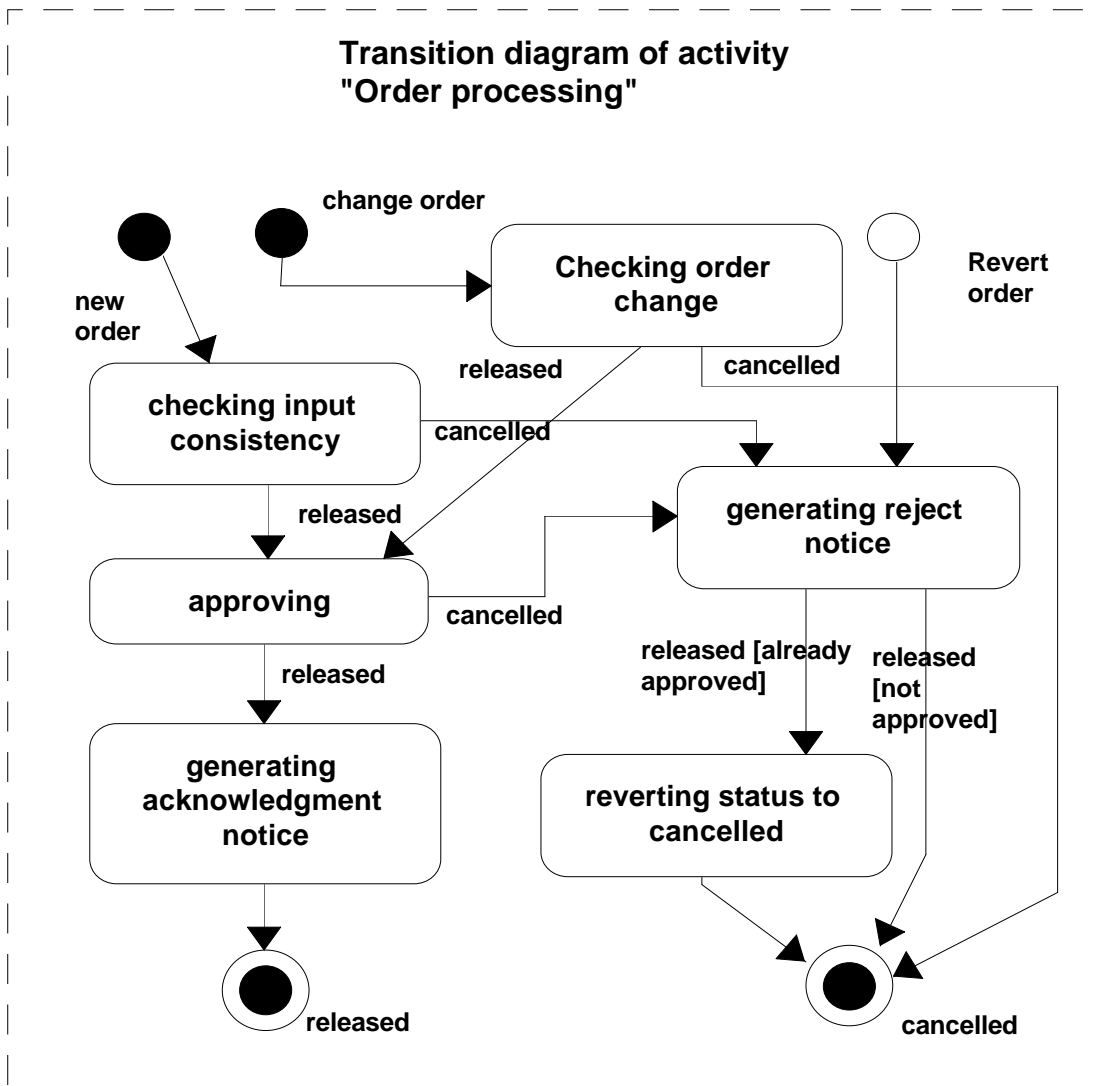 Transition diagram of activity
"Order processing"
change order
Checking order
change
Revert
order
new
order
released
cancelled
checking input
consistency
cancelled
generating reject
notice
released
approving
cancelled
released [already
approved]
released
[not
approved]
released
generating
acknowledgment
notice
reverting status to
cancelled
released
cancelled